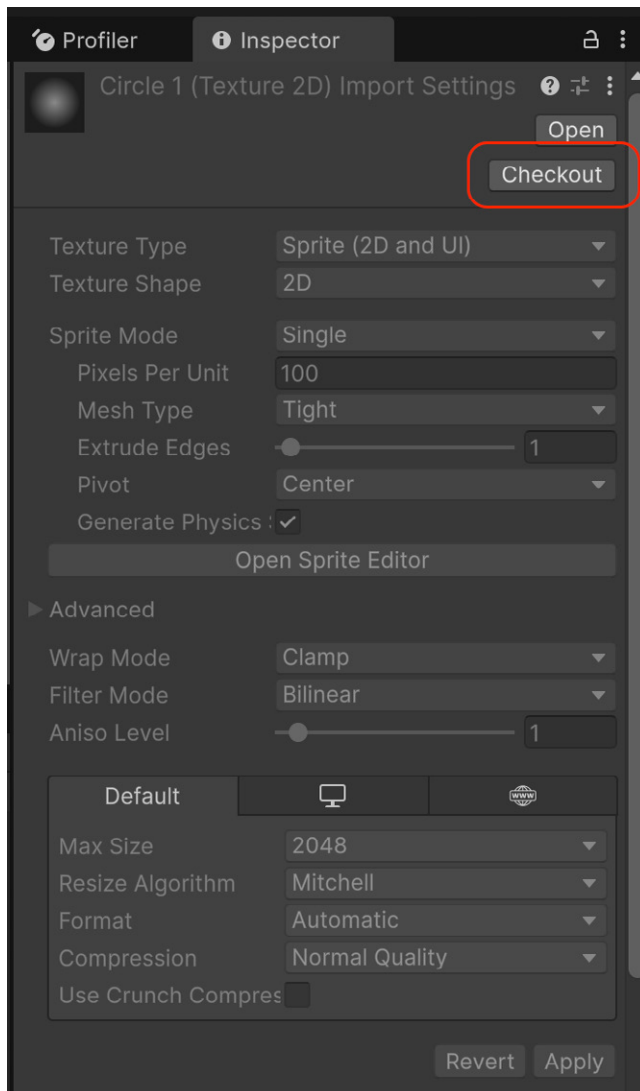 Profiler
Inspector
Circle 1 (Texture 2D) Import Settings
Open
Checkout
Texture Type Sprite (2D and UI)
Texture Shape 2D
Sprite Mode Single
Pixels Per Unit 100
Mesh Type Tight
Extrude Edges 1
Pivot Center
Generate Physics S
Open Sprite Editor
Advanced
Wrap Mode Clamp
Filter Mode Bilinear
Aniso Level 1
Default www
Max Size 2048
Resize Algorithm Mitchell
Format Automatic
Compression Normal Quality
Use Crunch Compres
Revert Apply